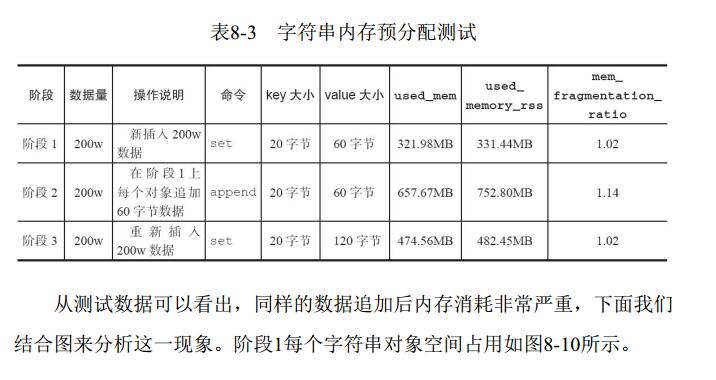 表8-3 字符串内存预分配测试
阶段 数据量 操作说明 命令 key 大小 value 大小 used_mem used_memory_rss mem_fragmentation_ratio
阶段 1 200w 新插入 200w 数据 set 20 字节 60 字节 321.98MB 331.44MB 1.02
阶段 2 200w 在阶段 1 上每个对象追加 60 字节数据 append 20 字节 60 字节 657.67MB 752.80MB 1.14
阶段 3 200w 重新插入 200w 数据 set 20 字节 120 字节 474.56MB 482.45MB 1.02
从测试数据可以看出，同样的数据追加后内存消耗非常严重，下面我们
结合图来分析这一现象。阶段1每个字符串对象空间占用如图8-10所示。